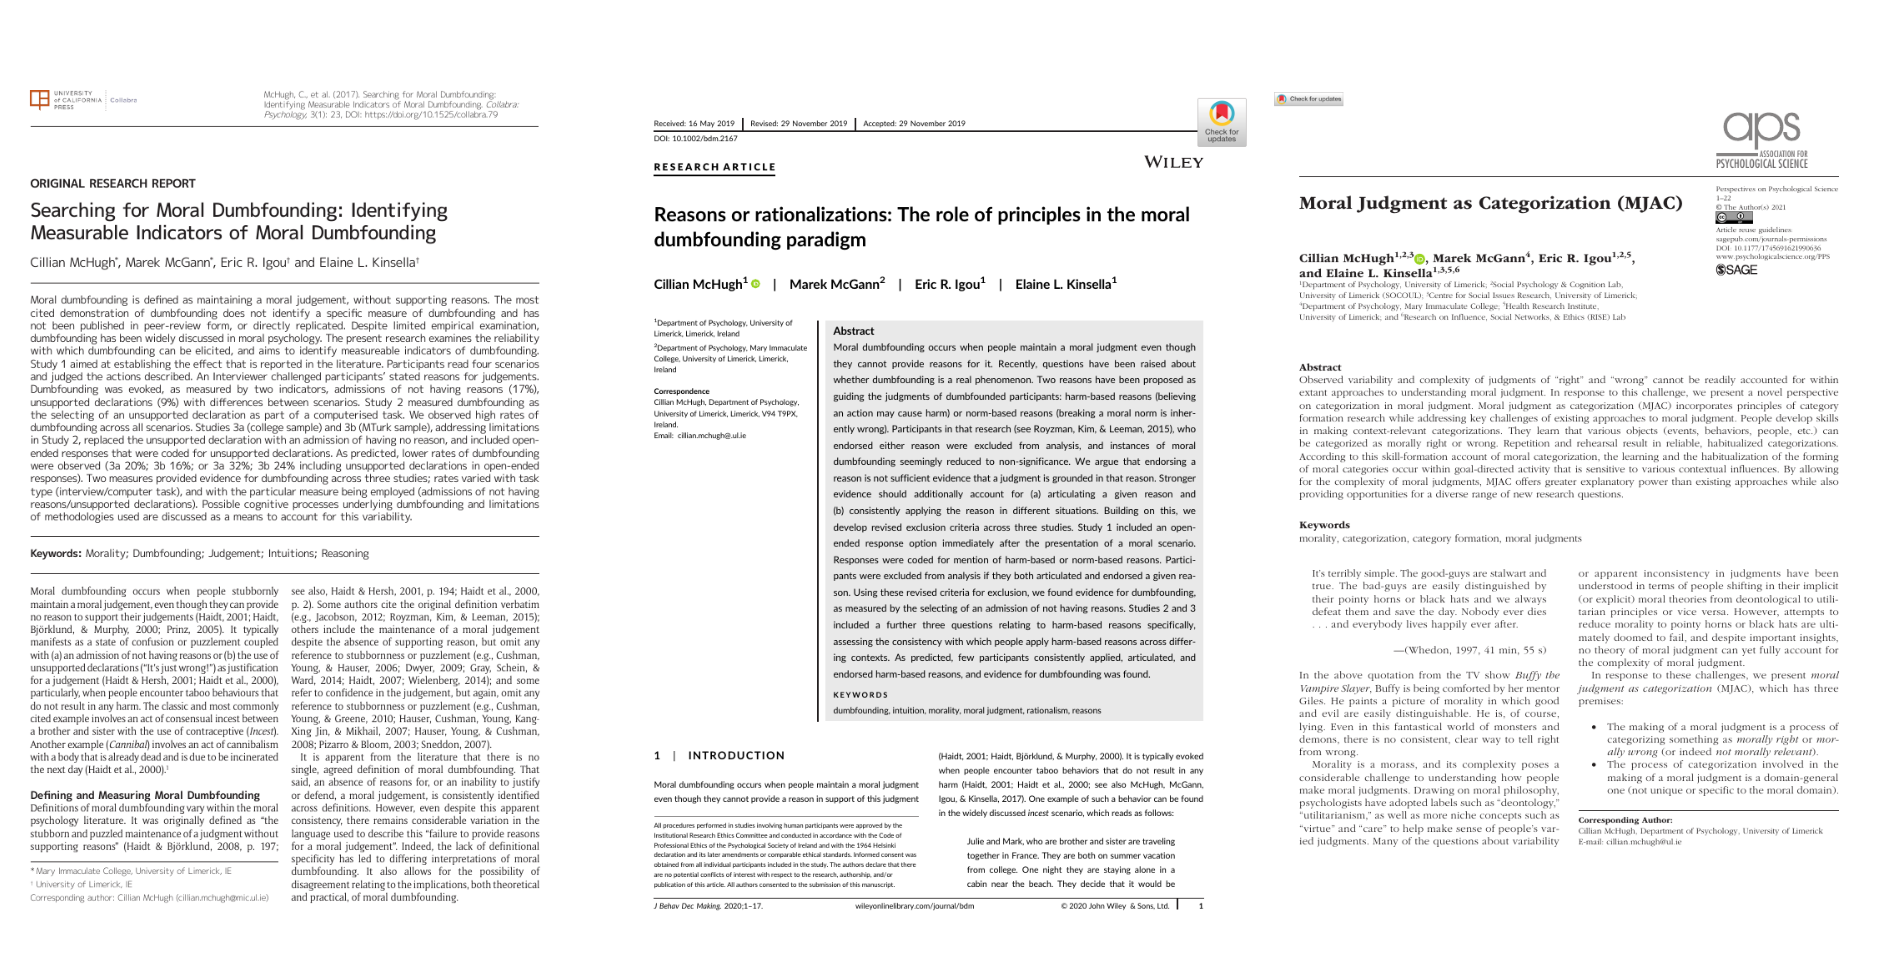 UNIVERSITY
of CALIFORNIA
PRESS
Collabra
McHugh, C., et al. (2017). Searching for Moral Dumbfounding:
Identifying Measurable Indicators of Moral Dumbfounding. Collabra:
Psychology, 3(1): 23, DOI: https://doi.org/10.1525/collabra.79
ORIGINAL RESEARCH REPORT
Searching for Moral Dumbfounding: Identifying
Measurable Indicators of Moral Dumbfounding
Cillian McHugh*, Marek McGann*, Eric R. Igou† and Elaine L. Kinsella†
Moral dumbfounding is defined as maintaining a moral judgement, without supporting reasons. The most
cited demonstration of dumbfounding does not identify a specific measure of dumbfounding and has
not been published in peer-review form, or directly replicated. Despite limited empirical examination,
dumbfounding has been widely discussed in moral psychology. The present research examines the reliability
with which dumbfounding can be elicited, and aims to identify measureable indicators of dumbfounding.
Study 1 aimed at establishing the effect that is reported in the literature. Participants read four scenarios
and judged the actions described. An Interviewer challenged participants' stated reasons for judgements.
Dumbfounding was evoked, as measured by two indicators, admissions of not having reasons (17%),
unsupported declarations (9%) with differences between scenarios. Study 2 measured dumbfounding as
the selecting of an unsupported declaration as part of a computerised task. We observed high rates of
dumbfounding across all scenarios. Studies 3a (college sample) and 3b (MTurk sample), addressing limitations
in Study 2, replaced the unsupported declaration with an admission of having no reason, and included open-
ended responses that were coded for unsupported declarations. As predicted, lower rates of dumbfounding
were observed (3a 20%; 3b 16%; or 3a 32%; 3b 24% including unsupported declarations in open-ended
responses). Two measures provided evidence for dumbfounding across three studies; rates varied with task
type (interview/computer task), and with the particular measure being employed (admissions of not having
reasons/unsupported declarations). Possible cognitive processes underlying dumbfounding and limitations
of methodologies used are discussed as a means to account for this variability.
Keywords: Morality; Dumbfounding; Judgement; Intuitions; Reasoning
Moral dumbfounding occurs when people stubbornly
maintain a moral judgement, even though they can provide
no reason to support their judgements (Haidt, 2001; Haidt,
Björklund, & Murphy, 2000; Prinz, 2005). It typically
manifests as a state of confusion or puzzlement coupled
with (a) an admission of not having reasons or (b) the use of
unsupported declarations ("It's just wrong!") as justification
for a judgement (Haidt & Hersh, 2001; Haidt et al., 2000),
particularly, when people encounter taboo behaviours that
do not result in any harm. The classic and most commonly
cited example involves an act of consensual incest between
a brother and sister with the use of contraceptive (Incest).
Another example (Cannibal) involves an act of cannibalism
with a body that is already dead and is due to be incinerated
the next day (Haidt et al., 2000).¹
Defining and Measuring Moral Dumbfounding
Definitions of moral dumbfounding vary within the moral
psychology literature. It was originally defined as "the
stubborn and puzzled maintenance of a judgment without
supporting reasons" (Haidt & Björklund, 2008, p. 197;
* Mary Immaculate College, University of Limerick, IE
† University of Limerick, IE
Corresponding author: Cillian McHugh (cillian.mchugh@mic.ul.ie)
see also, Haidt & Hersh, 2001, p. 194; Haidt et al., 2000,
p. 2). Some authors cite the original definition verbatim
(e.g., Jacobson, 2012; Royzman, Kim, & Leeman, 2015);
others include the maintenance of a moral judgement
despite the absence of supporting reason, but omit any
reference to stubbornness or puzzlement (e.g., Cushman,
Young, & Hauser, 2006; Dwyer, 2009; Gray, Schein, &
Ward, 2014; Haidt, 2007; Wielenberg, 2014); and some
refer to confidence in the judgement, but again, omit any
reference to stubbornness or puzzlement (e.g., Cushman,
Young, & Greene, 2010; Hauser, Cushman, Young, Kang-
Xing Jin, & Mikhail, 2007; Hauser, Young, & Cushman,
2008; Pizarro & Bloom, 2003; Sneddon, 2007).
It is apparent from the literature that there is no
single, agreed definition of moral dumbfounding. That
said, an absence of reasons for, or an inability to justify
or defend, a moral judgement, is consistently identified
across definitions. However, even despite this apparent
consistency, there remains considerable variation in the
language used to describe this "failure to provide reasons
for a moral judgement". Indeed, the lack of definitional
specificity has led to differing interpretations of moral
dumbfounding. It also allows for the possibility of
disagreement relating to the implications, both theoretical
and practical, of moral dumbfounding.
Received: 16 May 2019 | Revised: 29 November 2019 | Accepted: 29 November 2019
DOI: 10.1002/bdm.2167
Check for
updates
RESEARCH ARTICLE
WILEY
Reasons or rationalizations: The role of principles in the moral
dumbfounding paradigm
Cillian McHugh¹ | Marek McGann² | Eric R. Igou¹ | Elaine L. Kinsella¹
¹Department of Psychology, University of
Limerick, Limerick, Ireland
²Department of Psychology, Mary Immaculate
College, University of Limerick, Limerick,
Ireland
Correspondence
Cillian McHugh, Department of Psychology,
University of Limerick, Limerick, V94 T9PX,
Ireland.
Email: cillian.mchugh@.ul.ie
Abstract
Moral dumbfounding occurs when people maintain a moral judgment even though
they cannot provide reasons for it. Recently, questions have been raised about
whether dumbfounding is a real phenomenon. Two reasons have been proposed as
guiding the judgments of dumbfounded participants: harm-based reasons (believing
an action may cause harm) or norm-based reasons (breaking a moral norm is inher-
ently wrong). Participants in that research (see Royzman, Kim, & Leeman, 2015), who
endorsed either reason were excluded from analysis, and instances of moral
dumbfounding seemingly reduced to non-significance. We argue that endorsing a
reason is not sufficient evidence that a judgment is grounded in that reason. Stronger
evidence should additionally account for (a) articulating a given reason and
(b) consistently applying the reason in different situations. Building on this, we
develop revised exclusion criteria across three studies. Study 1 included an open-
ended response option immediately after the presentation of a moral scenario.
Responses were coded for mention of harm-based or norm-based reasons. Partici-
pants were excluded from analysis if they both articulated and endorsed a given rea-
son. Using these revised criteria for exclusion, we found evidence for dumbfounding,
as measured by the selecting of an admission of not having reasons. Studies 2 and 3
included a further three questions relating to harm-based reasons specifically,
assessing the consistency with which people apply harm-based reasons across differ-
ing contexts. As predicted, few participants consistently applied, articulated, and
endorsed harm-based reasons, and evidence for dumbfounding was found.
KEYWORDS
dumbfounding, intuition, morality, moral judgment, rationalism, reasons
1 | INTRODUCTION
Moral dumbfounding occurs when people maintain a moral judgment
even though they cannot provide a reason in support of this judgment
All procedures performed in studies involving human participants were approved by the
Institutional Research Ethics Committee and conducted in accordance with the Code of
Professional Ethics of the Psychological Society of Ireland and with the 1964 Helsinki
declaration and its later amendments or comparable ethical standards. Informed consent was
obtained from all individual participants included in the study. The authors declare that there
are no potential conflicts of interest with respect to the research, authorship, and/or
publication of this article. All authors consented to the submission of this manuscript.
(Haidt, 2001; Haidt, Björklund, & Murphy, 2000). It is typically evoked
when people encounter taboo behaviors that do not result in any
harm (Haidt, 2001; Haidt et al., 2000; see also McHugh, McGann,
Igou, & Kinsella, 2017). One example of such a behavior can be found
in the widely discussed incest scenario, which reads as follows:
Julie and Mark, who are brother and sister are traveling
together in France. They are both on summer vacation
from college. One night they are staying alone in a
cabin near the beach. They decide that it would be
J Behav Dec Making. 2020;1–17.
wileyonlinelibrary.com/journal/bdm
© 2020 John Wiley & Sons, Ltd. | 1
Check for updates
aps
ASSOCIATION FOR
PSYCHOLOGICAL SCIENCE
Moral Judgment as Categorization (MJAC)
Perspectives on Psychological Science
1–22
© The Author(s) 2021
Article reuse guidelines:
sagepub.com/journals-permissions
DOI: 10.1177/1745691621990636
www.psychologicalscience.org/PPS
SAGE
Cillian McHugh¹,²,³, Marek McGann⁴, Eric R. Igou¹,²,⁵,
and Elaine L. Kinsella¹,³,⁵,⁶
¹Department of Psychology, University of Limerick; ²Social Psychology & Cognition Lab,
University of Limerick (SOCOUL); ³Centre for Social Issues Research, University of Limerick;
⁴Department of Psychology, Mary Immaculate College; ⁵Health Research Institute,
University of Limerick; and ⁶Research on Influence, Social Networks, & Ethics (RISE) Lab
Abstract
Observed variability and complexity of judgments of "right" and "wrong" cannot be readily accounted for within
extant approaches to understanding moral judgment. In response to this challenge, we present a novel perspective
on categorization in moral judgment. Moral judgment as categorization (MJAC) incorporates principles of category
formation research while addressing key challenges of existing approaches to moral judgment. People develop skills
in making context-relevant categorizations. They learn that various objects (events, behaviors, people, etc.) can
be categorized as morally right or wrong. Repetition and rehearsal result in reliable, habitualized categorizations.
According to this skill-formation account of moral categorization, the learning and the habitualization of the forming
of moral categories occur within goal-directed activity that is sensitive to various contextual influences. By allowing
for the complexity of moral judgments, MJAC offers greater explanatory power than existing approaches while also
providing opportunities for a diverse range of new research questions.
Keywords
morality, categorization, category formation, moral judgments
It's terribly simple. The good-guys are stalwart and
true. The bad-guys are easily distinguished by
their pointy horns or black hats and we always
defeat them and save the day. Nobody ever dies
. . . and everybody lives happily ever after.
—(Whedon, 1997, 41 min, 55 s)
In the above quotation from the TV show Buffy the
Vampire Slayer, Buffy is being comforted by her mentor
Giles. He paints a picture of morality in which good
and evil are easily distinguishable. He is, of course,
lying. Even in this fantastical world of monsters and
demons, there is no consistent, clear way to tell right
from wrong.
Morality is a morass, and its complexity poses a
considerable challenge to understanding how people
make moral judgments. Drawing on moral philosophy,
psychologists have adopted labels such as "deontology,"
"utilitarianism," as well as more niche concepts such as
"virtue" and "care" to help make sense of people's var-
ied judgments. Many of the questions about variability
or apparent inconsistency in judgments have been
understood in terms of people shifting in their implicit
(or explicit) moral theories from deontological to utili-
tarian principles or vice versa. However, attempts to
reduce morality to pointy horns or black hats are ulti-
mately doomed to fail, and despite important insights,
no theory of moral judgment can yet fully account for
the complexity of moral judgment.
In response to these challenges, we present moral
judgment as categorization (MJAC), which has three
premises:
• The making of a moral judgment is a process of
categorizing something as morally right or mor-
ally wrong (or indeed not morally relevant).
• The process of categorization involved in the
making of a moral judgment is a domain-general
one (not unique or specific to the moral domain).
Corresponding Author:
Cillian McHugh, Department of Psychology, University of Limerick
E-mail: cillian.mchugh@ul.ie